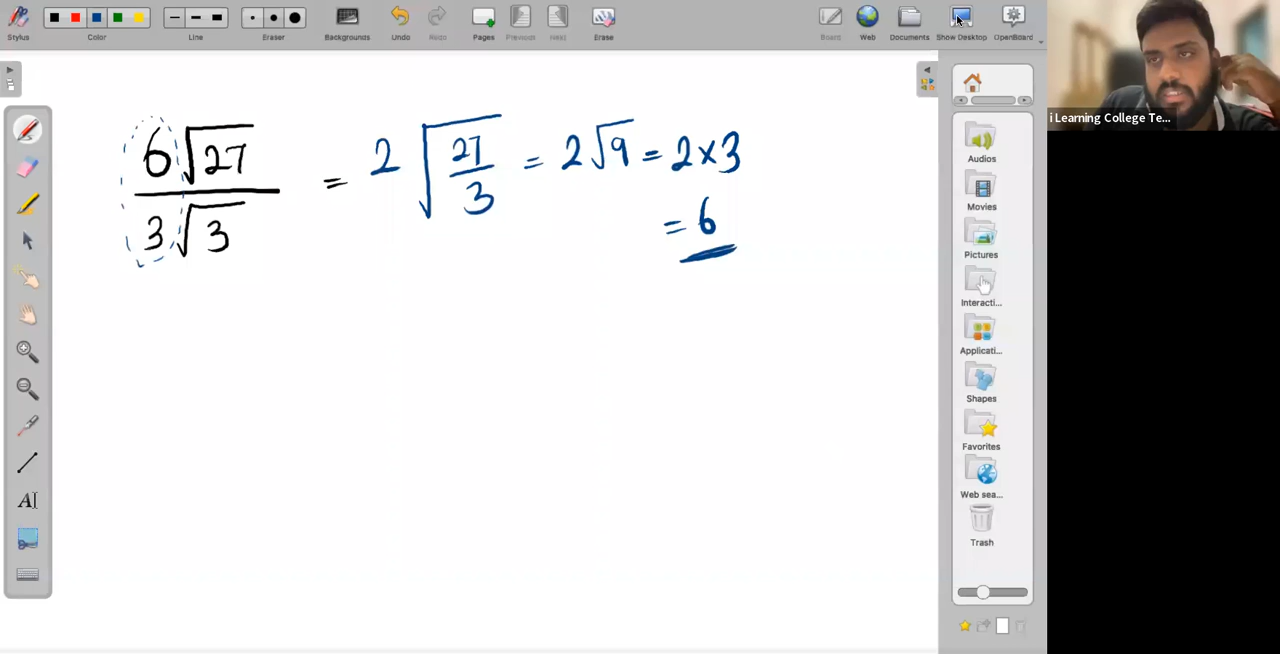 Stylus
Color
Line
Eraser
Backgrounds
Undo
Redo
Pages
Previous
Next
Erase
Board
Web
Documents
Show Desktop
OpenBoard
i Learning College Te...
6√27 / 3√3 = 2 √(27/3) = 2√9 = 2×3
= 6
Audios
Movies
Pictures
Interacti...
Applicati...
Shapes
Favorites
Web sea...
Trash